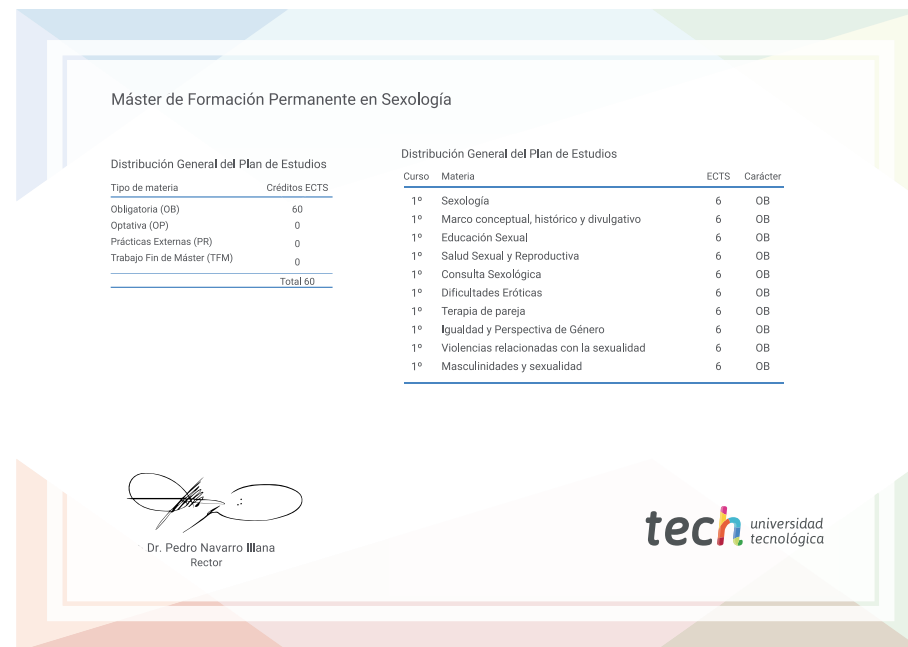 Máster de Formación Permanente en Sexología
Distribución General del Plan de Estudios
Tipo de materia Créditos ECTS
Obligatoria (OB) 60
Optativa (OP) 0
Prácticas Externas (PR) 0
Trabajo Fin de Máster (TFM) 0
Total 60
Distribución General del Plan de Estudios
Curso Materia ECTS Carácter
1º Sexología 6 OB
1º Marco conceptual, histórico y divulgativo 6 OB
1º Educación Sexual 6 OB
1º Salud Sexual y Reproductiva 6 OB
1º Consulta Sexológica 6 OB
1º Dificultades Eróticas 6 OB
1º Terapia de pareja 6 OB
1º Igualdad y Perspectiva de Género 6 OB
1º Violencias relacionadas con la sexualidad 6 OB
1º Masculinidades y sexualidad 6 OB
Dr. Pedro Navarro Illana
Rector
tech universidad
tecnológica